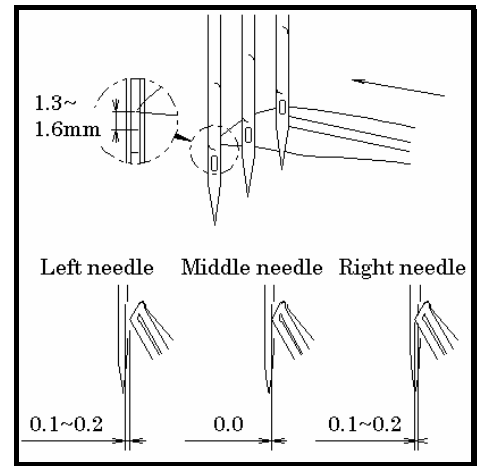 1.3~
1.6mm
Left needle
Middle needle
Right needle
0.1~0.2
0.0
0.1~0.2